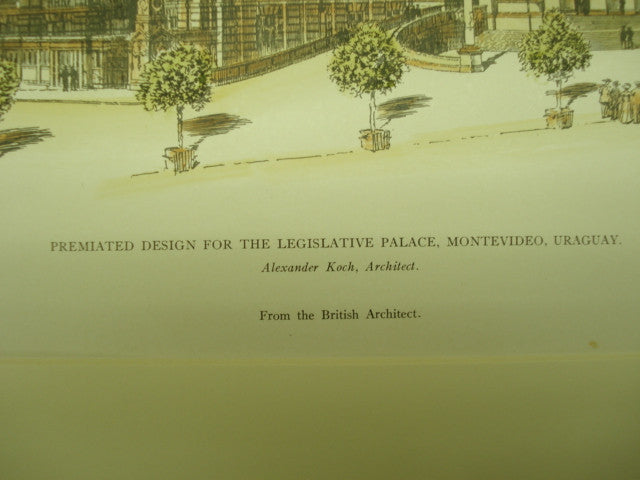 PREMIATED DESIGN FOR THE LEGISLATIVE PALACE, MONTEVIDEO, URAGUAY.
Alexander Koch, Architect.
From the British Architect.